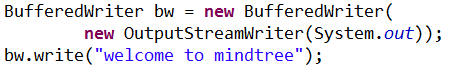 BufferedWriter bw = new BufferedWriter(
new OutputStreamWriter(System.out));
bw.write("welcome to mindtree");